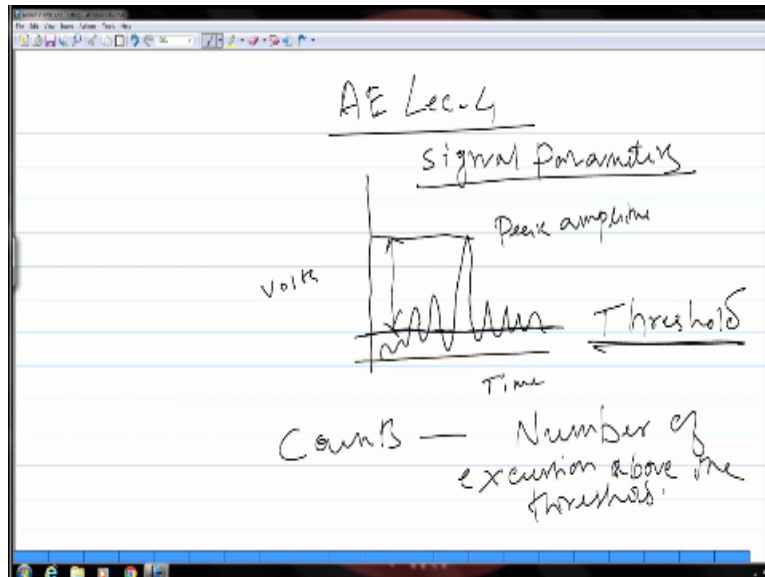 AE Lec-4
Signal Parameters
Peak amplitude
Volts
Threshold
Time
Counts — Number of
excursion above the
threshold.